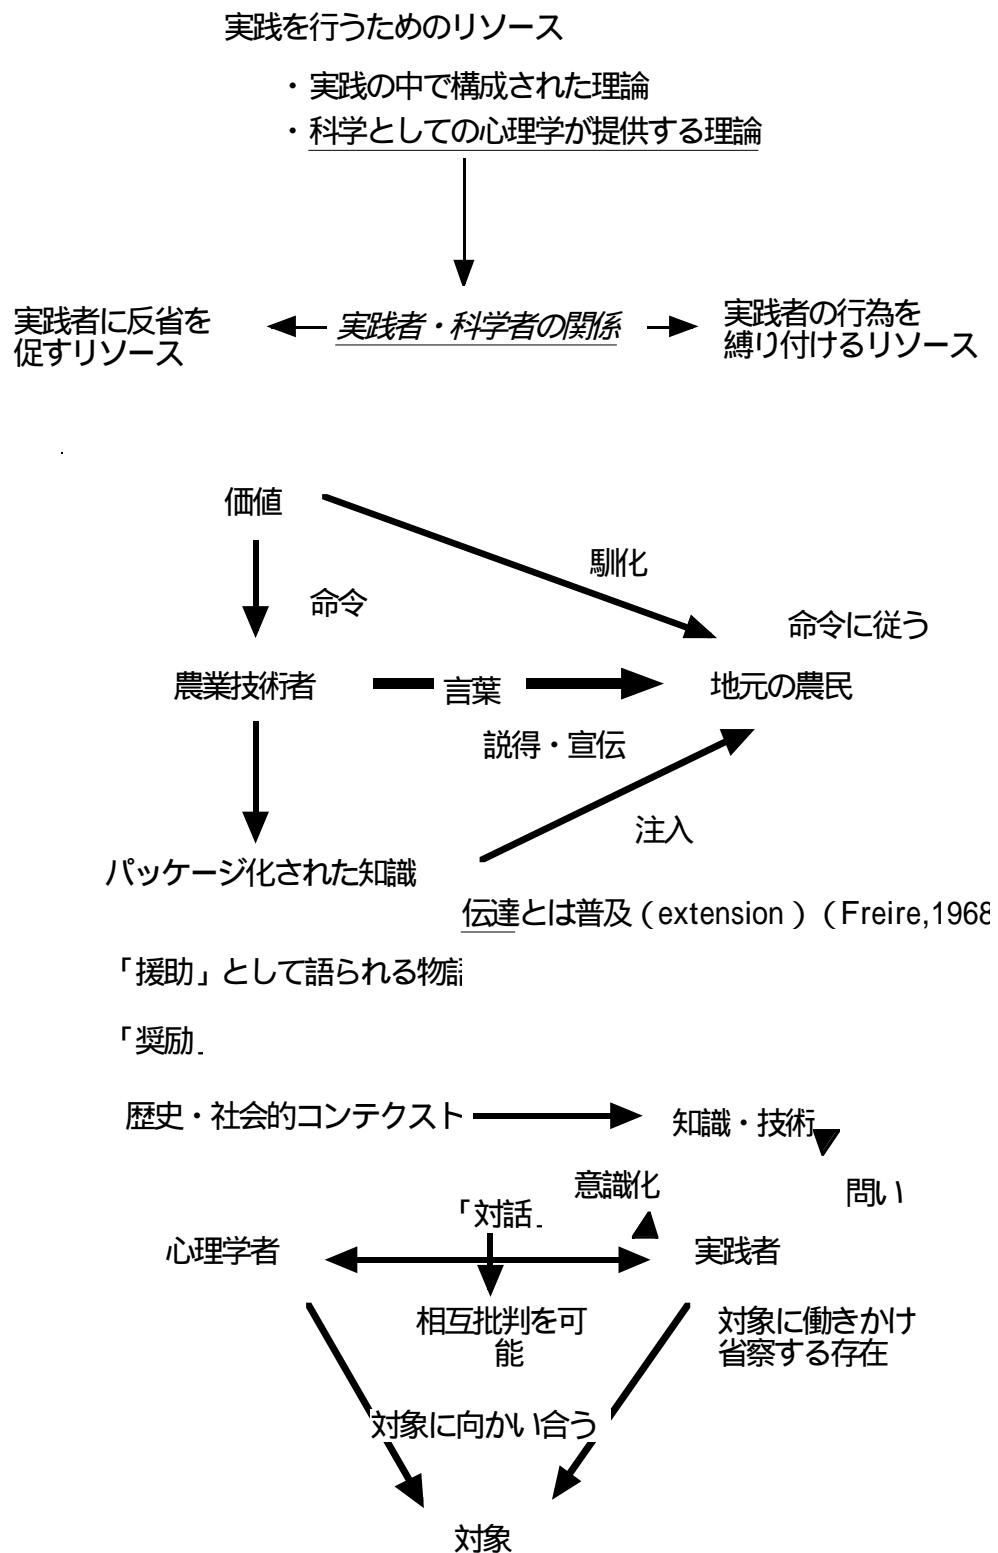 実践を行うためのリソース
・実践の中で構成された理論
・科学としての心理学が提供する理論
実践者に反省を
促すリソース
実践者・科学者の関係
実践者の行為を
縛り付けるリソース
価値
馴化
命令
命令に従う
農業技術者
言葉
地元の農民
説得・宣伝
注入
パッケージ化された知識
伝達とは普及（extension）（Freire,1968
「援助」として語られる物語
「奨励」
歴史・社会的コンテクスト
知識・技術
意識化
問い
「対話」
心理学者
実践者
相互批判を可
能
対象に働きかけ
省察する存在
対象に向かい合う
対象